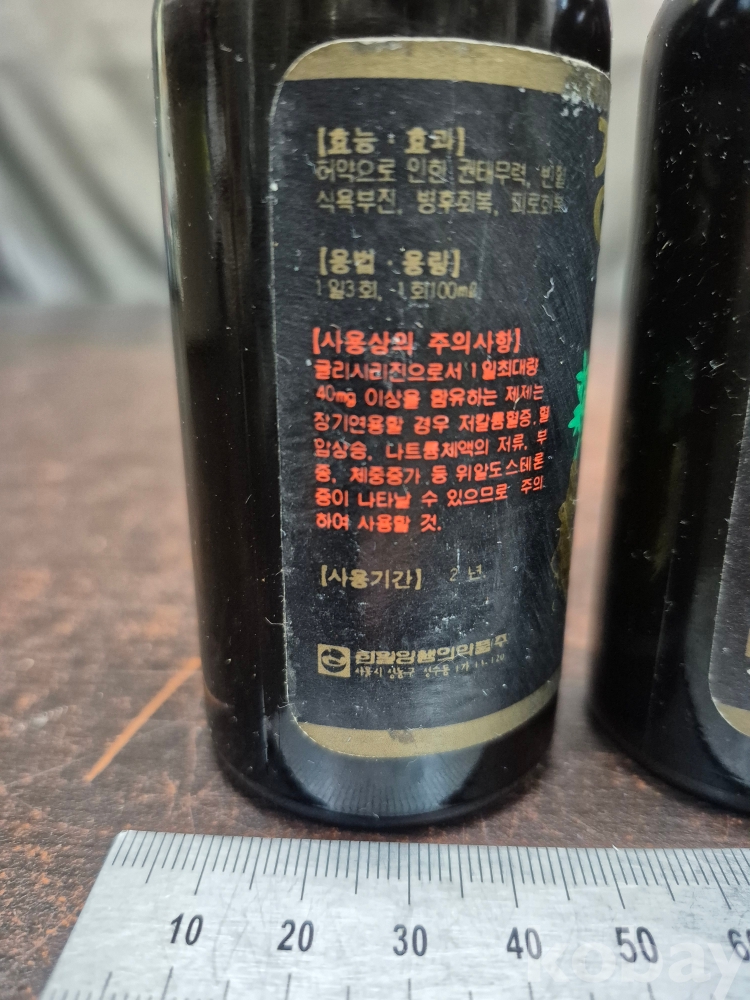 [효능 · 효과]
허약으로 인한 권태무력, 빈혈
식욕부진, 병후회복, 피로회복
[용법 · 용량]
1일3회, 1회100㎖
[사용상의 주의사항]
글리시리진으로서 1일최대량
40mg 이상을 함유하는 제제는
장기연용할 경우 저칼륨혈증, 혈
압상승, 나트륨체액의 저류, 부
종, 체중증가 등 위알도스테론
증이 나타날 수 있으므로 주의
하여 사용할 것.
[사용기간] 2 년
성수동
10 20 30 40 50 60
kobay